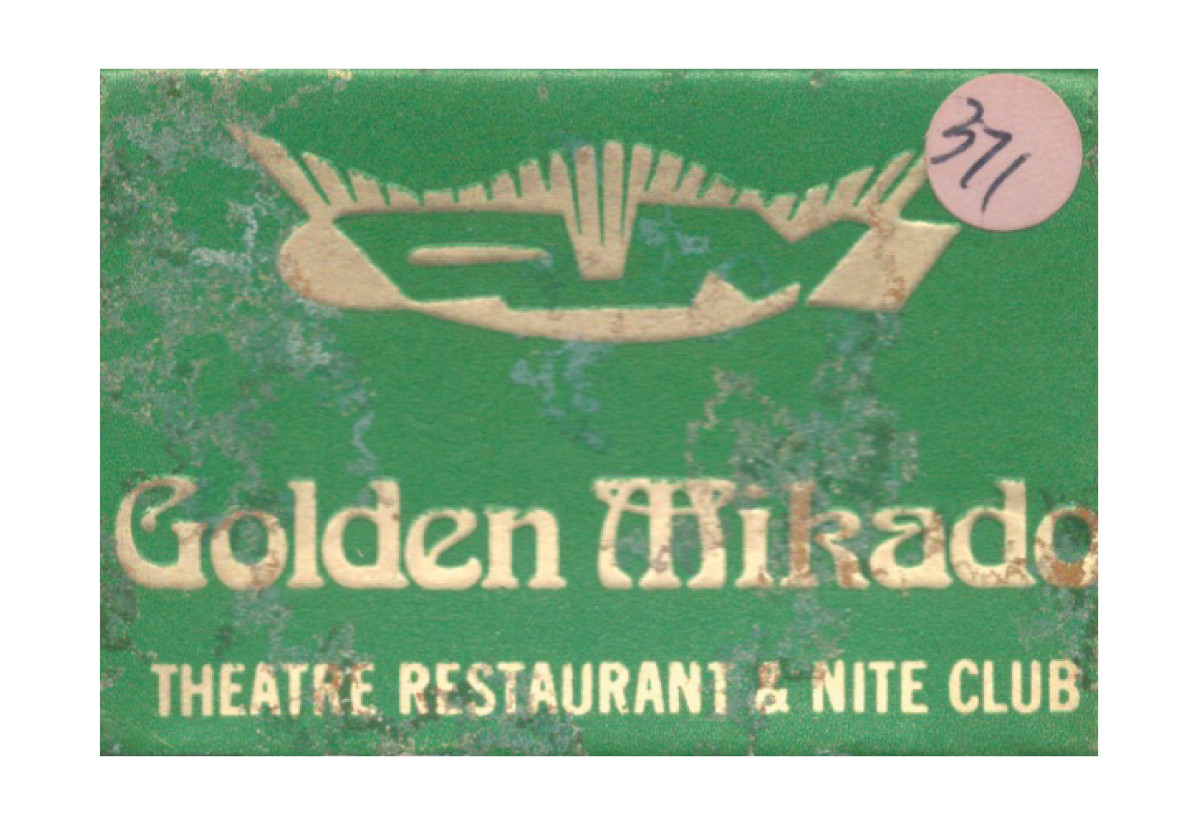 371
Golden Mikado
THEATRE RESTAURANT & NITE CLUB